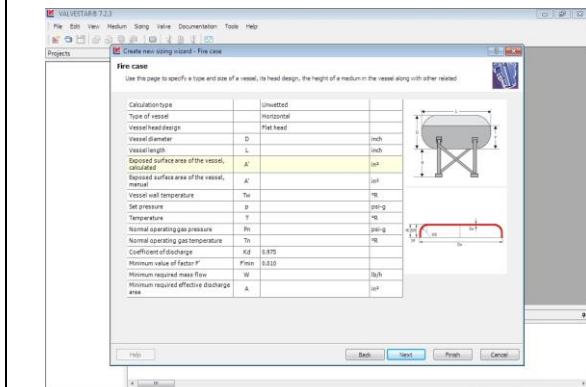 VALVESTAR® 7.2.3
File Edit View Medium Sizing Valve Documentation Tools Help
Projects
Create new sizing wizard - Fire case
Fire case
Use this page to specify a type and size of a vessel, its head design, the height of a medium in the vessel along with other related
Calculation type Unwetted
Type of vessel Horizontal
Vessel head design Flat head
Vessel diameter D inch
Vessel length L inch
Exposed surface area of the vessel, calculated A' in²
Exposed surface area of the vessel, manual A' in²
Vessel wall temperature Tw °R
Set pressure p psi-g
Temperature T °R
Normal operating gas pressure Pn psi-g
Normal operating gas temperature Tn °R
Coefficient of discharge Kd 0.975
Minimum value of factor F' F'min 0.010
Minimum required mass flow W lb/h
Minimum required effective discharge area A in²
L
Help Back Next Finish Cancel